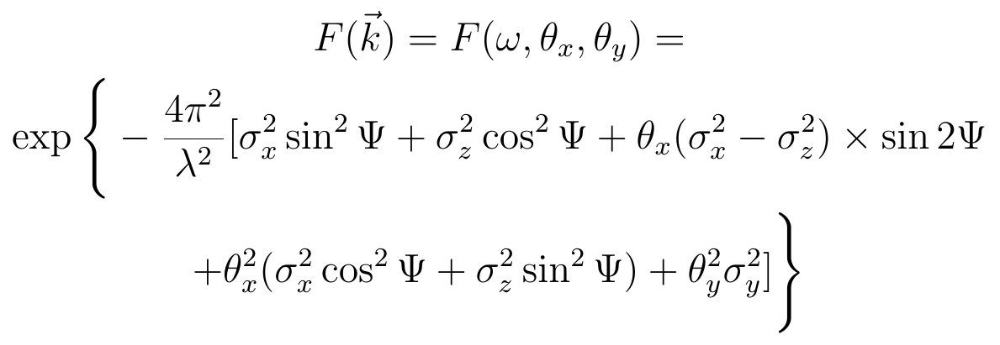 $F(\vec{k}) = F(\omega, \theta_x, \theta_y) =$
$\exp \Bigg\{ - \frac{4\pi^2}{\lambda^2} [\sigma_x^2 \sin^2 \Psi + \sigma_z^2 \cos^2 \Psi + \theta_x (\sigma_x^2 - \sigma_z^2) \times \sin 2\Psi$
$+ \theta_x^2 (\sigma_x^2 \cos^2 \Psi + \sigma_z^2 \sin^2 \Psi) + \theta_y^2 \sigma_y^2] \Bigg\}$